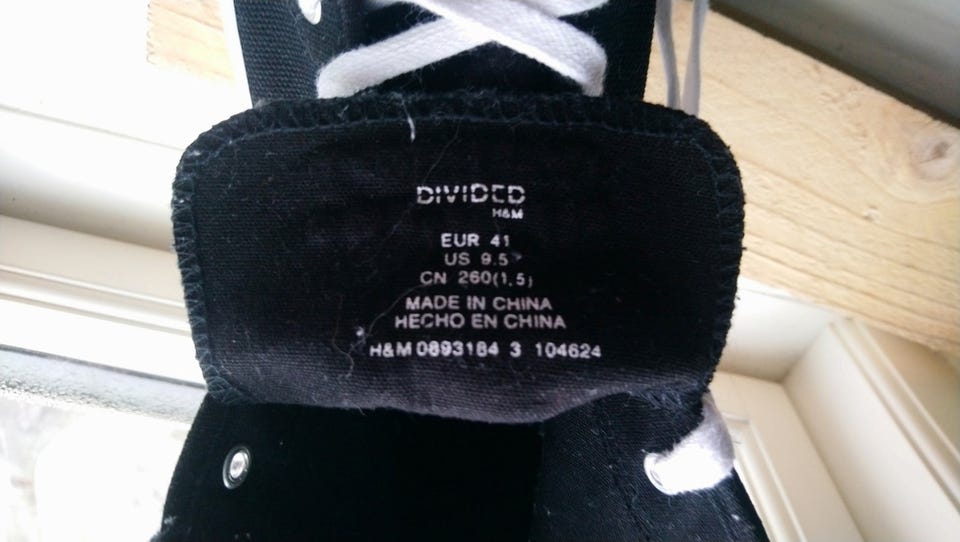 DIVIDED
H&M
EUR 41
US 9.5
CN 260(1.5)
MADE IN CHINA
HECHO EN CHINA
H&M 0893184 3 104624